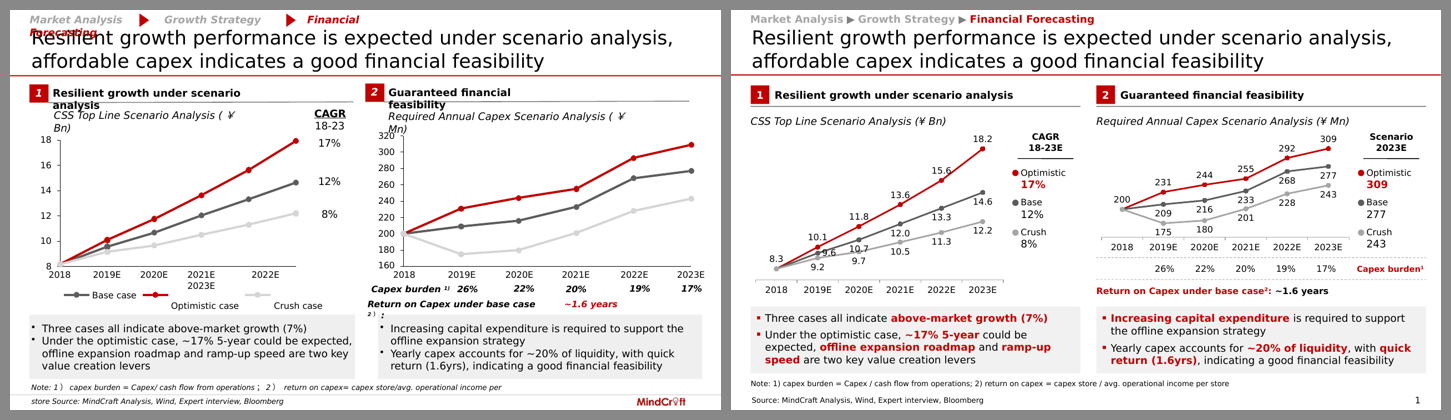 Market Analysis Growth Strategy Financial
Forecasting
Resilient growth performance is expected under scenario analysis,
affordable capex indicates a good financial feasibility
1 Resilient growth under scenario
analysis
CSS Top Line Scenario Analysis ( ¥
Bn)
CAGR
18-23
18
16
14
12
10
8
17%
12%
8%
2018 2019E 2020E 2021E 2022E
2023E
Base case
Optimistic case Crush case
2 Guaranteed financial
feasibility
Required Annual Capex Scenario Analysis ( ¥
Mn)
320
300
280
260
240
220
200
180
160
2018 2019E 2020E 2021E 2022E 2023E
Capex burden 1) 26% 22% 20% 19% 17%
Return on Capex under base case ~1.6 years
2) :
• Three cases all indicate above-market growth (7%)
• Under the optimistic case, ~17% 5-year could be expected,
offline expansion roadmap and ramp-up speed are two key
value creation levers
• Increasing capital expenditure is required to support the
offline expansion strategy
• Yearly capex accounts for ~20% of liquidity, with quick
return (1.6yrs), indicating a good financial feasibility
Note: 1） capex burden = Capex/ cash flow from operations； 2） return on capex= capex store/avg. operational income per
store Source: MindCraft Analysis, Wind, Expert interview, Bloomberg
MindCraft
Market Analysis ▶ Growth Strategy ▶ Financial Forecasting
Resilient growth performance is expected under scenario analysis,
affordable capex indicates a good financial feasibility
1 Resilient growth under scenario analysis
CSS Top Line Scenario Analysis (¥ Bn)
18.2
15.6
13.6
11.8
10.1
8.3
14.6
13.3
12.0
10.7
9.6
12.2
11.3
10.5
9.7
9.2
2018 2019E 2020E 2021E 2022E 2023E
CAGR
18-23E
Optimistic
17%
Base
12%
Crush
8%
2 Guaranteed financial feasibility
Required Annual Capex Scenario Analysis (¥ Mn)
309
292
255
244
231
200
277
268
233
216
209
243
228
201
180
175
2018 2019E 2020E 2021E 2022E 2023E
Scenario
2023E
Optimistic
309
Base
277
Crush
243
26% 22% 20% 19% 17% Capex burden¹
Return on Capex under base case²: ~1.6 years
▪ Three cases all indicate above-market growth (7%)
▪ Under the optimistic case, ~17% 5-year could be
expected, offline expansion roadmap and ramp-up
speed are two key value creation levers
▪ Increasing capital expenditure is required to support
the offline expansion strategy
▪ Yearly capex accounts for ~20% of liquidity, with quick
return (1.6yrs), indicating a good financial feasibility
Note: 1) capex burden = Capex / cash flow from operations; 2) return on capex = capex store / avg. operational income per store
Source: MindCraft Analysis, Wind, Expert interview, Bloomberg
1